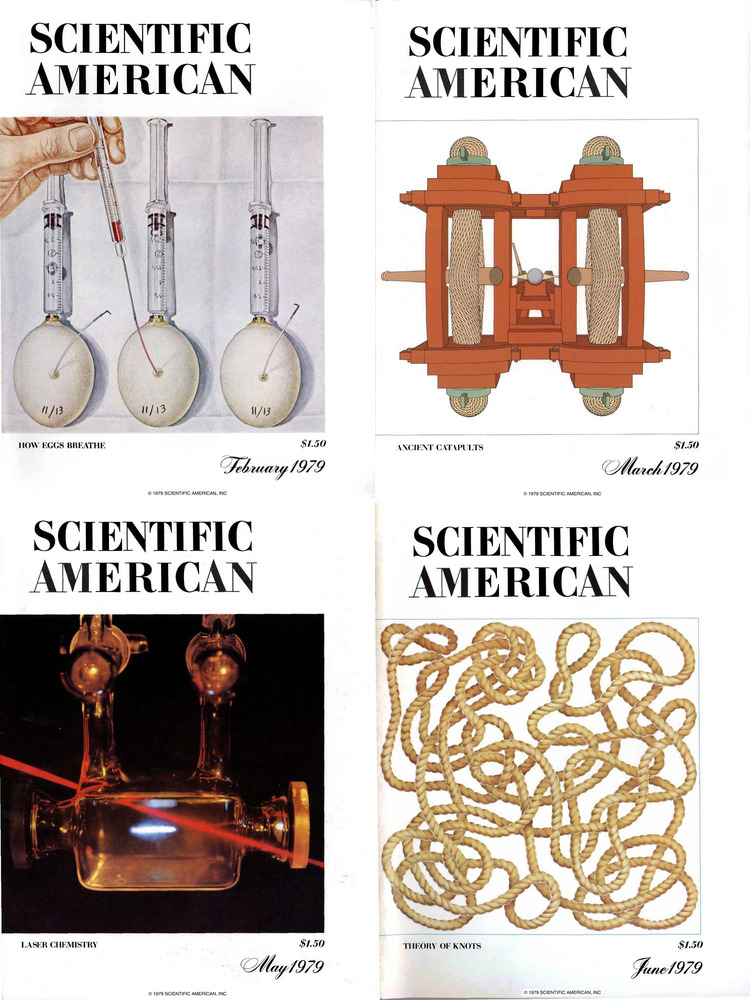 SCIENTIFIC
AMERICAN
11/13
11/13
11/13
HOW EGGS BREATHE
$1.50
February 1979
© 1979 SCIENTIFIC AMERICAN, INC
SCIENTIFIC
AMERICAN
ANCIENT CATAPULTS
$1.50
March 1979
© 1979 SCIENTIFIC AMERICAN, INC
SCIENTIFIC
AMERICAN
LASER CHEMISTRY
$1.50
May 1979
© 1979 SCIENTIFIC AMERICAN, INC
SCIENTIFIC
AMERICAN
THEORY OF KNOTS
$1.50
June 1979
© 1979 SCIENTIFIC AMERICAN, INC